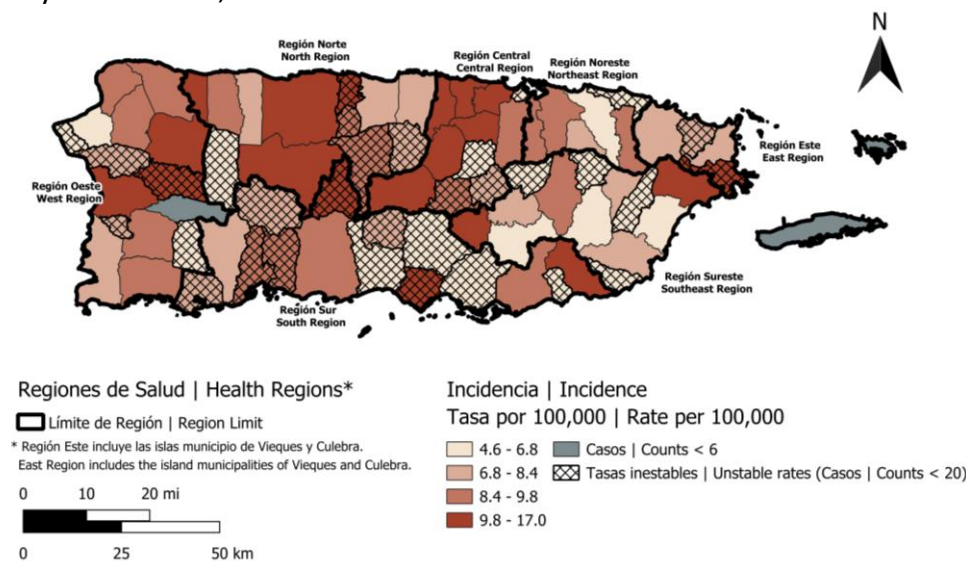 N
Región Norte
North Region
Región Central
Central Region
Región Noreste
Northeast Region
Región Este
East Region
Región Oeste
West Region
Región Sureste
Southeast Region
Región Sur
South Region
Regiones de Salud | Health Regions*
Límite de Región | Region Limit
* Región Este incluye las islas municipio de Vieques y Culebra.
East Region includes the island municipalities of Vieques and Culebra.
0 10 20 mi
0 25 50 km
Incidencia | Incidence
Tasa por 100,000 | Rate per 100,000
4.6 - 6.8
6.8 - 8.4
8.4 - 9.8
9.8 - 17.0
Casos | Counts < 6
Tasas inestables | Unstable rates (Casos | Counts < 20)